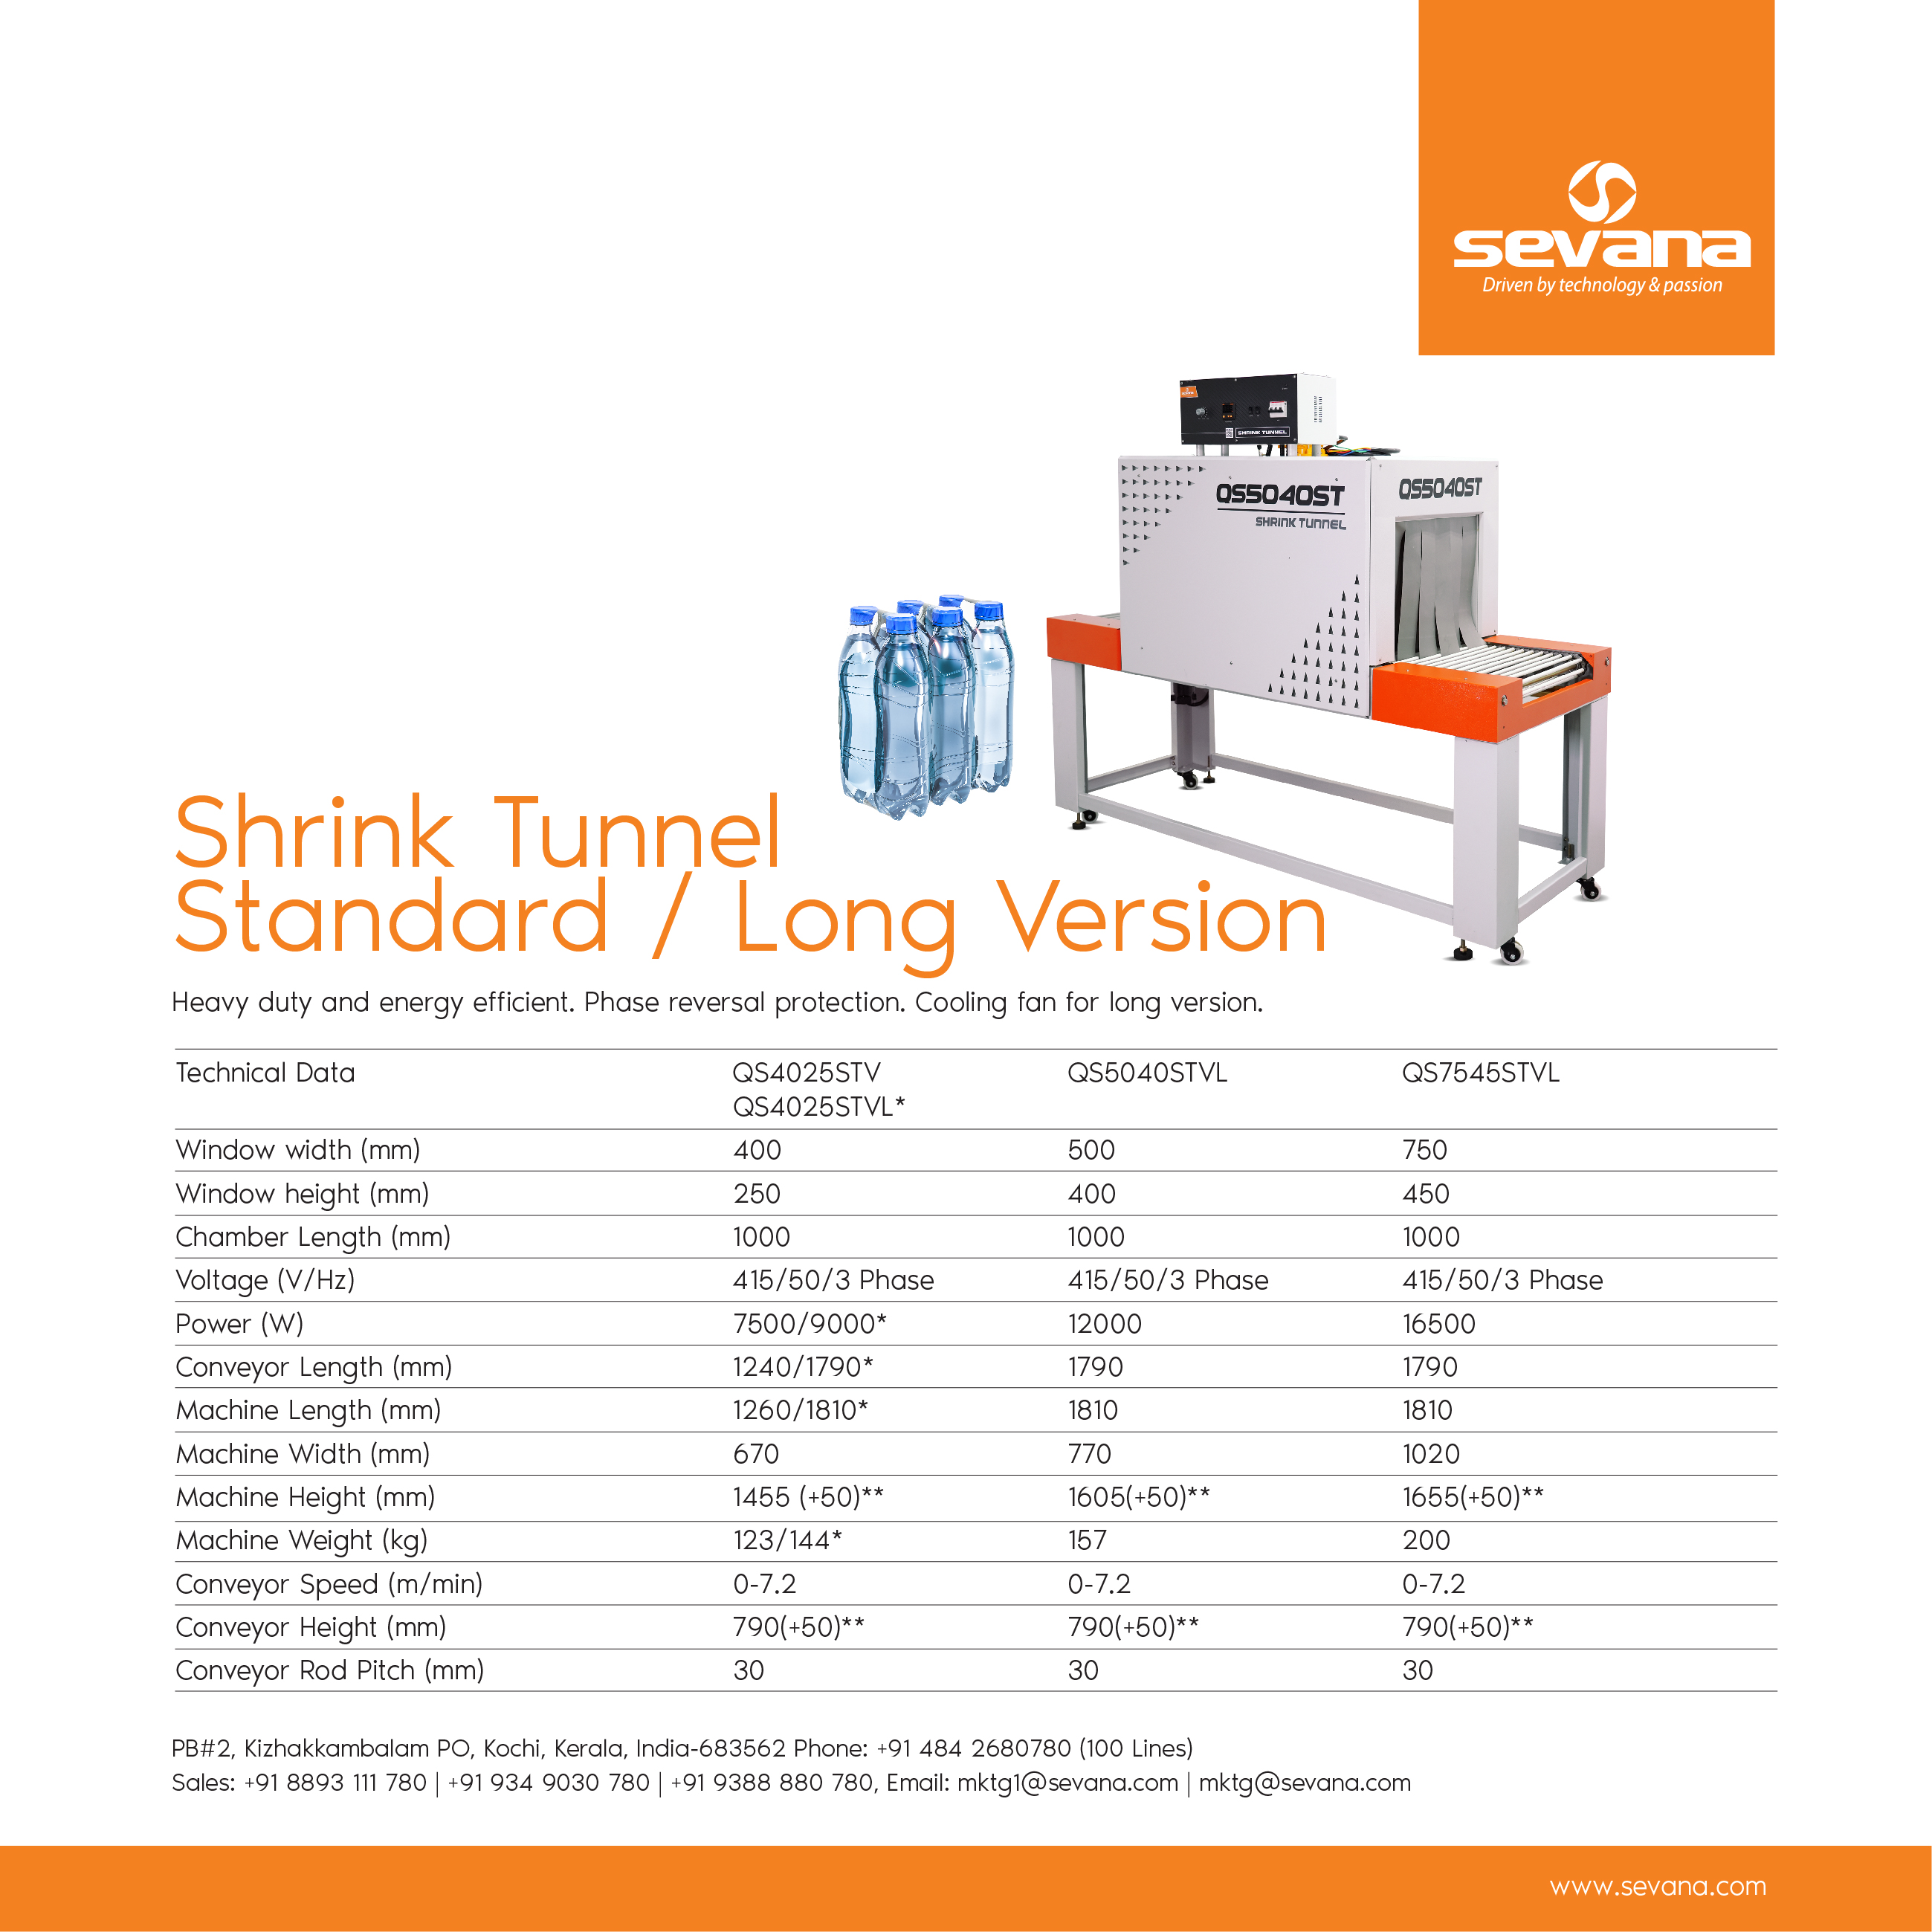 sevana
Driven by technology & passion
SHRINK TUNNEL
QS5040ST
SHRINK TUNNEL
QS5040ST
Shrink Tunnel
Standard / Long Version
Heavy duty and energy efficient. Phase reversal protection. Cooling fan for long version.
Technical Data QS4025STV QS5040STVL QS7545STVL
QS4025STVL*
Window width (mm) 400 500 750
Window height (mm) 250 400 450
Chamber Length (mm) 1000 1000 1000
Voltage (V/Hz) 415/50/3 Phase 415/50/3 Phase 415/50/3 Phase
Power (W) 7500/9000* 12000 16500
Conveyor Length (mm) 1240/1790* 1790 1790
Machine Length (mm) 1260/1810* 1810 1810
Machine Width (mm) 670 770 1020
Machine Height (mm) 1455 (+50)** 1605(+50)** 1655(+50)**
Machine Weight (kg) 123/144* 157 200
Conveyor Speed (m/min) 0-7.2 0-7.2 0-7.2
Conveyor Height (mm) 790(+50)** 790(+50)** 790(+50)**
Conveyor Rod Pitch (mm) 30 30 30
PB#2, Kizhakkambalam PO, Kochi, Kerala, India-683562 Phone: +91 484 2680780 (100 Lines)
Sales: +91 8893 111 780 | +91 934 9030 780 | +91 9388 880 780, Email: mktg1@sevana.com | mktg@sevana.com
www.sevana.com